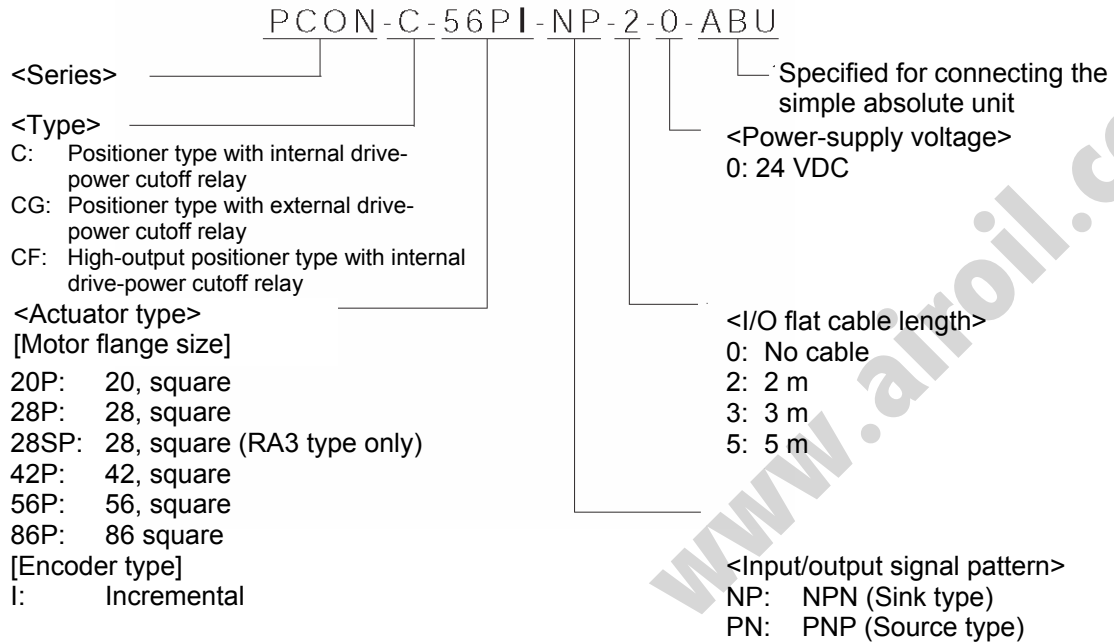 PCON-C-56PI-NP-2-0-ABU
<Series>
<Type>
C: Positioner type with internal drive-
power cutoff relay
CG: Positioner type with external drive-
power cutoff relay
CF: High-output positioner type with internal
drive-power cutoff relay
<Actuator type>
[Motor flange size]
20P: 20, square
28P: 28, square
28SP: 28, square (RA3 type only)
42P: 42, square
56P: 56, square
86P: 86 square
[Encoder type]
I: Incremental
Specified for connecting the
simple absolute unit
<Power-supply voltage>
0: 24 VDC
<I/O flat cable length>
0: No cable
2: 2 m
3: 3 m
5: 5 m
<Input/output signal pattern>
NP: NPN (Sink type)
PN: PNP (Source type)
www.airoil.c